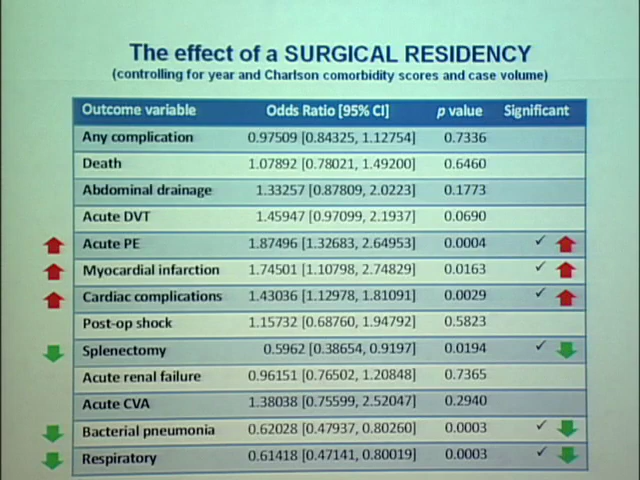 The effect of a SURGICAL RESIDENCY
(controlling for year and Charlson comorbidity scores and case volume)
Outcome variable Odds Ratio [95% CI] p value Significant
Any complication 0.97509 [0.84325, 1.12754] 0.7336
Death 1.07892 [0.78021, 1.49200] 0.6460
Abdominal drainage 1.33257 [0.87809, 2.0223] 0.1773
Acute DVT 1.45947 [0.97099, 2.1937] 0.0690
Acute PE 1.87496 [1.32683, 2.64953] 0.0004 ✓
Myocardial infarction 1.74501 [1.10798, 2.74829] 0.0163 ✓
Cardiac complications 1.43036 [1.12978, 1.81091] 0.0029 ✓
Post-op shock 1.15732 [0.68760, 1.94792] 0.5823
Splenectomy 0.5962 [0.38654, 0.9197] 0.0194 ✓
Acute renal failure 0.96151 [0.76502, 1.20848] 0.7365
Acute CVA 1.38038 [0.75599, 2.52047] 0.2940
Bacterial pneumonia 0.62028 [0.47937, 0.80260] 0.0003 ✓
Respiratory 0.61418 [0.47141, 0.80019] 0.0003 ✓